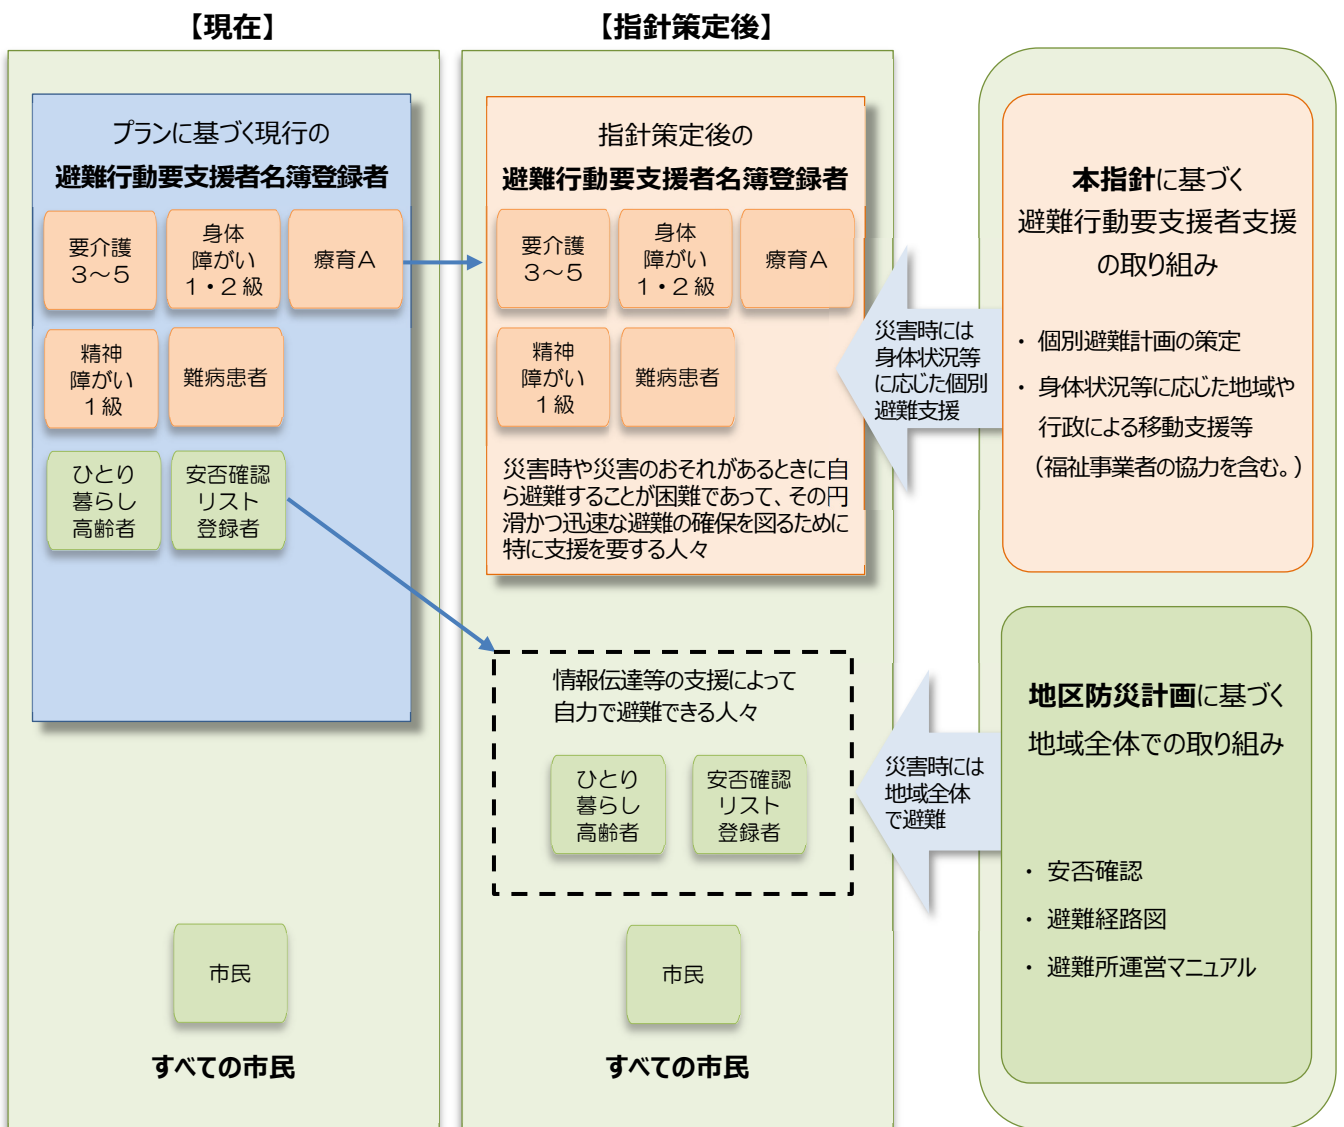 【現在】
プランに基づく現行の
避難行動要支援者名簿登録者
要介護
３～５
身体
障がい
１・２級
療育Ａ
精神
障がい
１級
難病患者
ひとり
暮らし
高齢者
安否確認
リスト
登録者
市民
すべての市民
【指針策定後】
指針策定後の
避難行動要支援者名簿登録者
要介護
３～５
身体
障がい
１・２級
療育Ａ
精神
障がい
１級
難病患者
災害時や災害のおそれがあるときに自
ら避難することが困難であって、その円
滑かつ迅速な避難の確保を図るために
特に支援を要する人々
情報伝達等の支援によって
自力で避難できる人々
ひとり
暮らし
高齢者
安否確認
リスト
登録者
市民
すべての市民
災害時には
身体状況等
に応じた個別
避難支援
本指針に基づく
避難行動要支援者支援
の取り組み
・ 個別避難計画の策定
・ 身体状況等に応じた地域や
行政による移動支援等
（福祉事業者の協力を含む。）
災害時には
地域全体
で避難
地区防災計画に基づく
地域全体での取り組み
・ 安否確認
・ 避難経路図
・ 避難所運営マニュアル